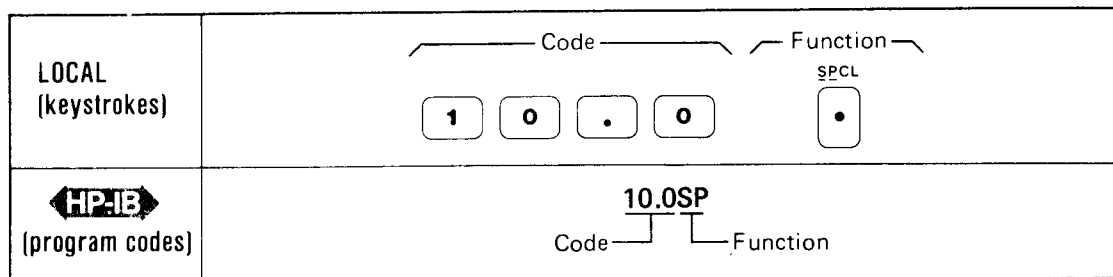 LOCAL
(keystrokes)
Code
Function
SPCL
1 0 . 0 •
HP-IB
(program codes)
10.0SP
Code
Function